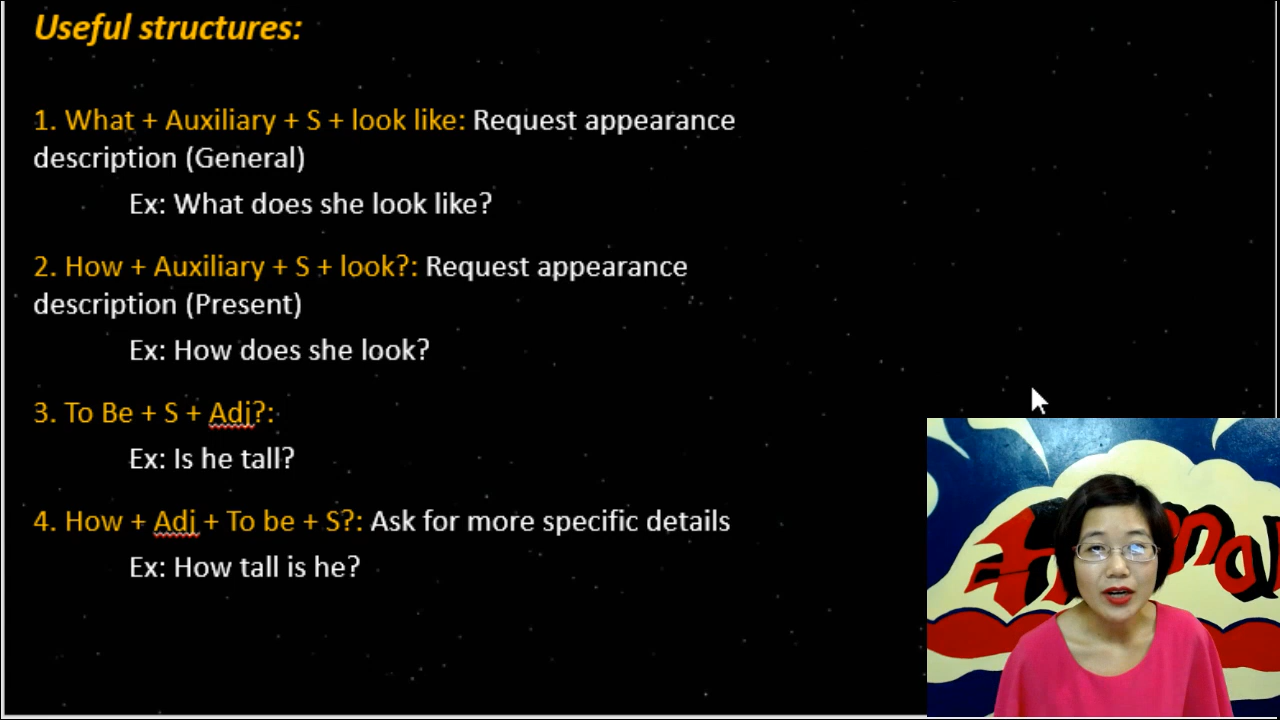 Useful structures:
1. What + Auxiliary + S + look like: Request appearance
description (General)
Ex: What does she look like?
2. How + Auxiliary + S + look?: Request appearance
description (Present)
Ex: How does she look?
3. To Be + S + Adj?:
Ex: Is he tall?
4. How + Adj + To be + S?: Ask for more specific details
Ex: How tall is he?